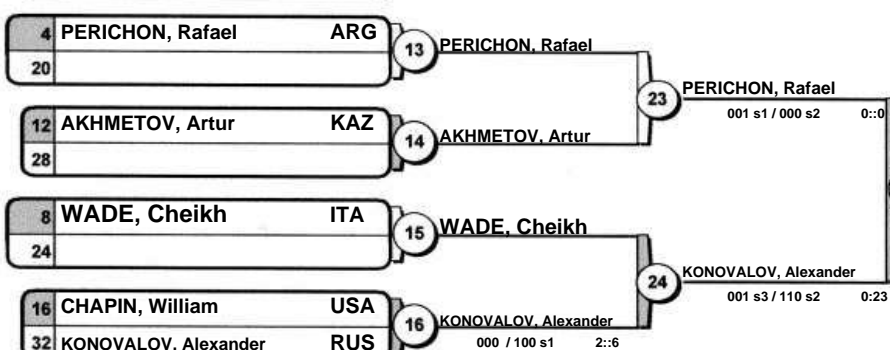 4 PERICHON, Rafael ARG
20
13 PERICHON, Rafael
23 PERICHON, Rafael
001 s1 / 000 s2 0::0
12 AKHMETOV, Artur KAZ
28
14 AKHMETOV, Artur
8 WADE, Cheikh ITA
24
15 WADE, Cheikh
24 KONOVALOV, Alexander
001 s3 / 110 s2 0:23
16 CHAPIN, William USA
32 KONOVALOV, Alexander RUS
16 KONOVALOV, Alexander
000 / 100 s1 2::6